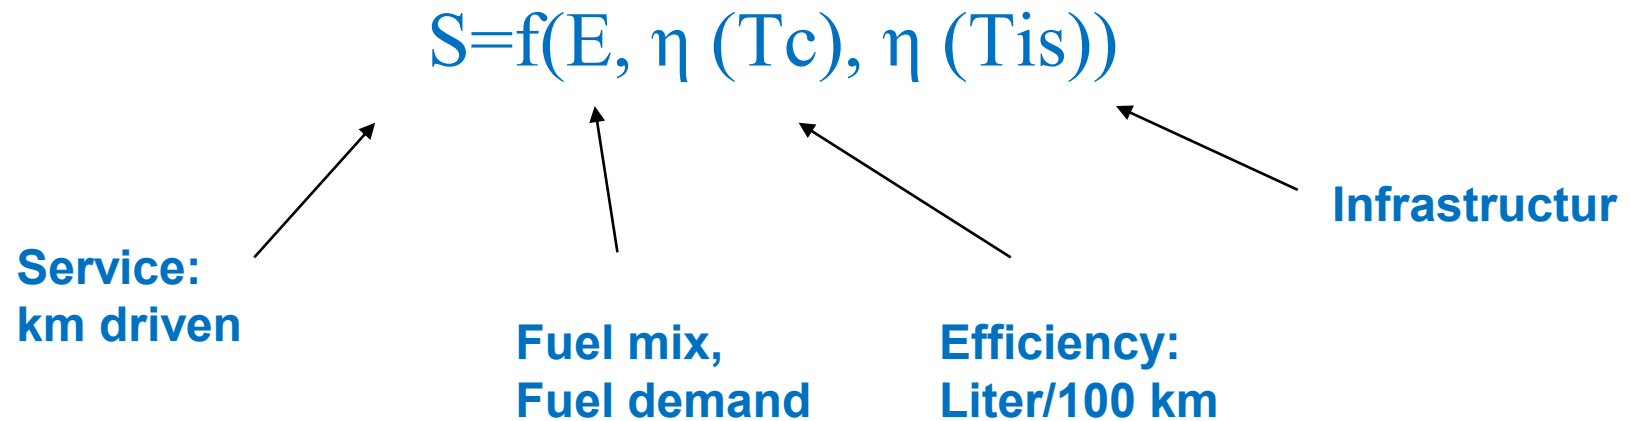 S=f(E, η (Tc), η (Tis))
Infrastructur
Service:
km driven
Fuel mix,
Fuel demand
Efficiency:
Liter/100 km